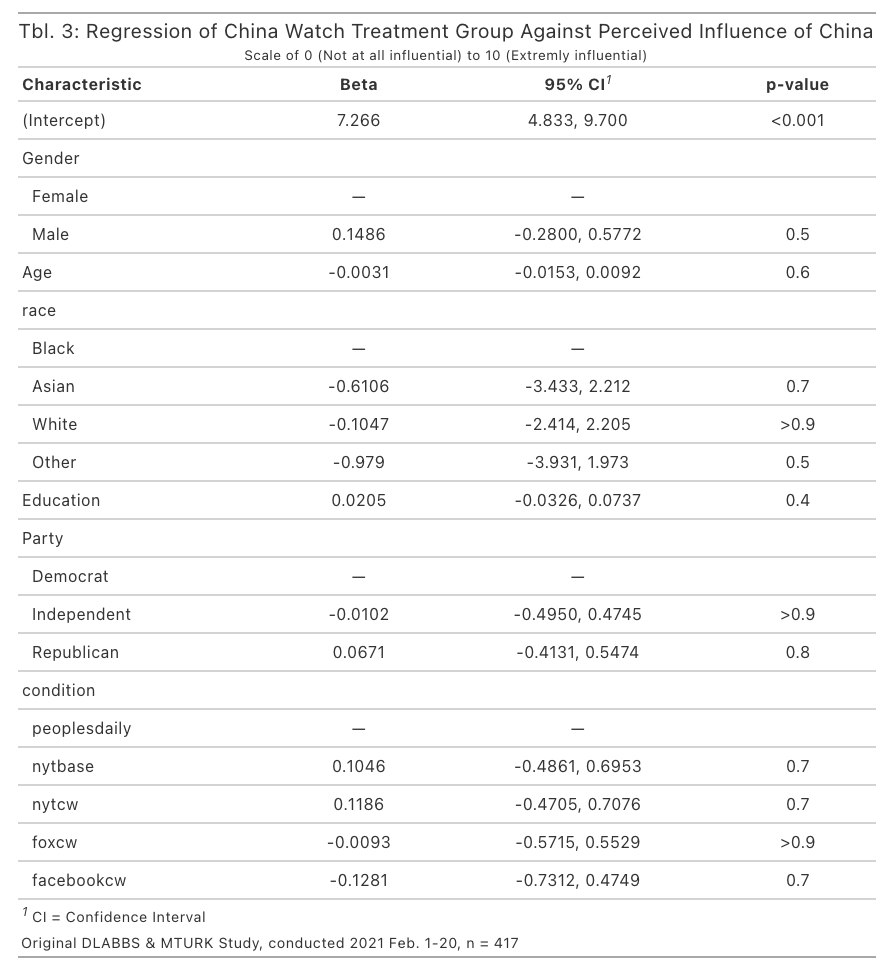 Tbl. 3: Regression of China Watch Treatment Group Against Perceived Influence of China
Scale of 0 (Not at all influential) to 10 (Extremly influential)
Characteristic Beta 95% CI1 p-value
(Intercept) 7.266 4.833, 9.700 <0.001
Gender
Female — —
Male 0.1486 -0.2800, 0.5772 0.5
Age -0.0031 -0.0153, 0.0092 0.6
race
Black — —
Asian -0.6106 -3.433, 2.212 0.7
White -0.1047 -2.414, 2.205 >0.9
Other -0.979 -3.931, 1.973 0.5
Education 0.0205 -0.0326, 0.0737 0.4
Party
Democrat — —
Independent -0.0102 -0.4950, 0.4745 >0.9
Republican 0.0671 -0.4131, 0.5474 0.8
condition
peoplesdaily — —
nytbase 0.1046 -0.4861, 0.6953 0.7
nytcw 0.1186 -0.4705, 0.7076 0.7
foxcw -0.0093 -0.5715, 0.5529 >0.9
facebookcw -0.1281 -0.7312, 0.4749 0.7
1 CI = Confidence Interval
Original DLABBS & MTURK Study, conducted 2021 Feb. 1-20, n = 417